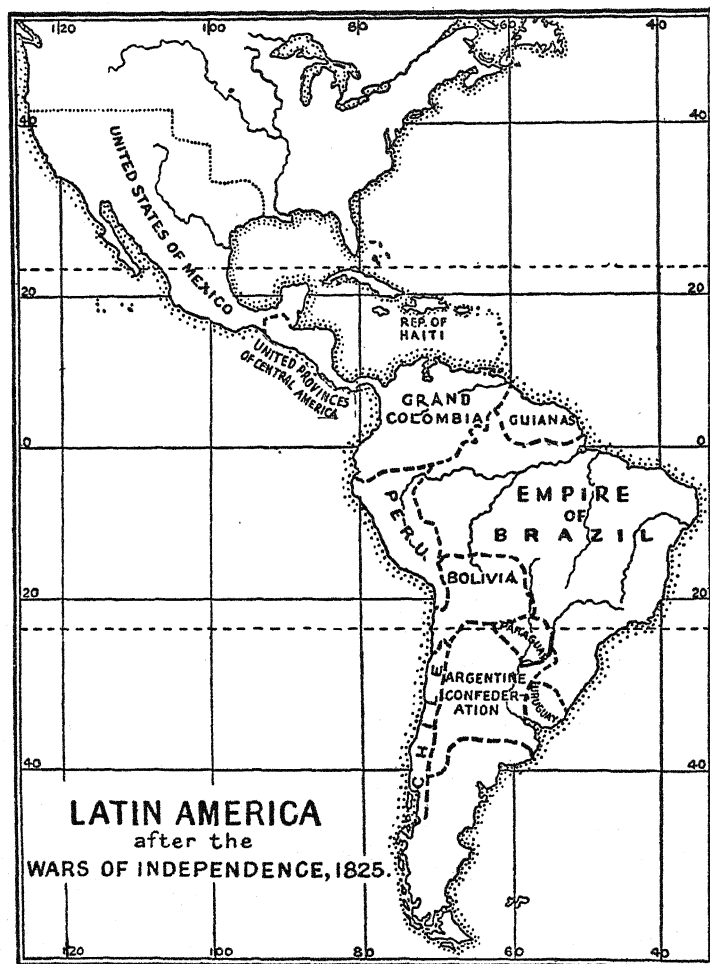 120
100
80
60
40
40
40
UNITED STATES OF MEXICO
20
20
REP. OF
HAITI
UNITED PROVINCES
OF CENTRAL AMERICA
GRAND
COLOMBIA
GUIANAS
0
0
PERU.
EMPIRE
OF
BRAZIL
BOLIVIA
20
20
PARAGUAY
CHILE
ARGENTINE
CONFEDER-
ATION
URUGUAY
40
40
LATIN AMERICA
after the
WARS OF INDEPENDENCE, 1825.
120
100
80
60
40